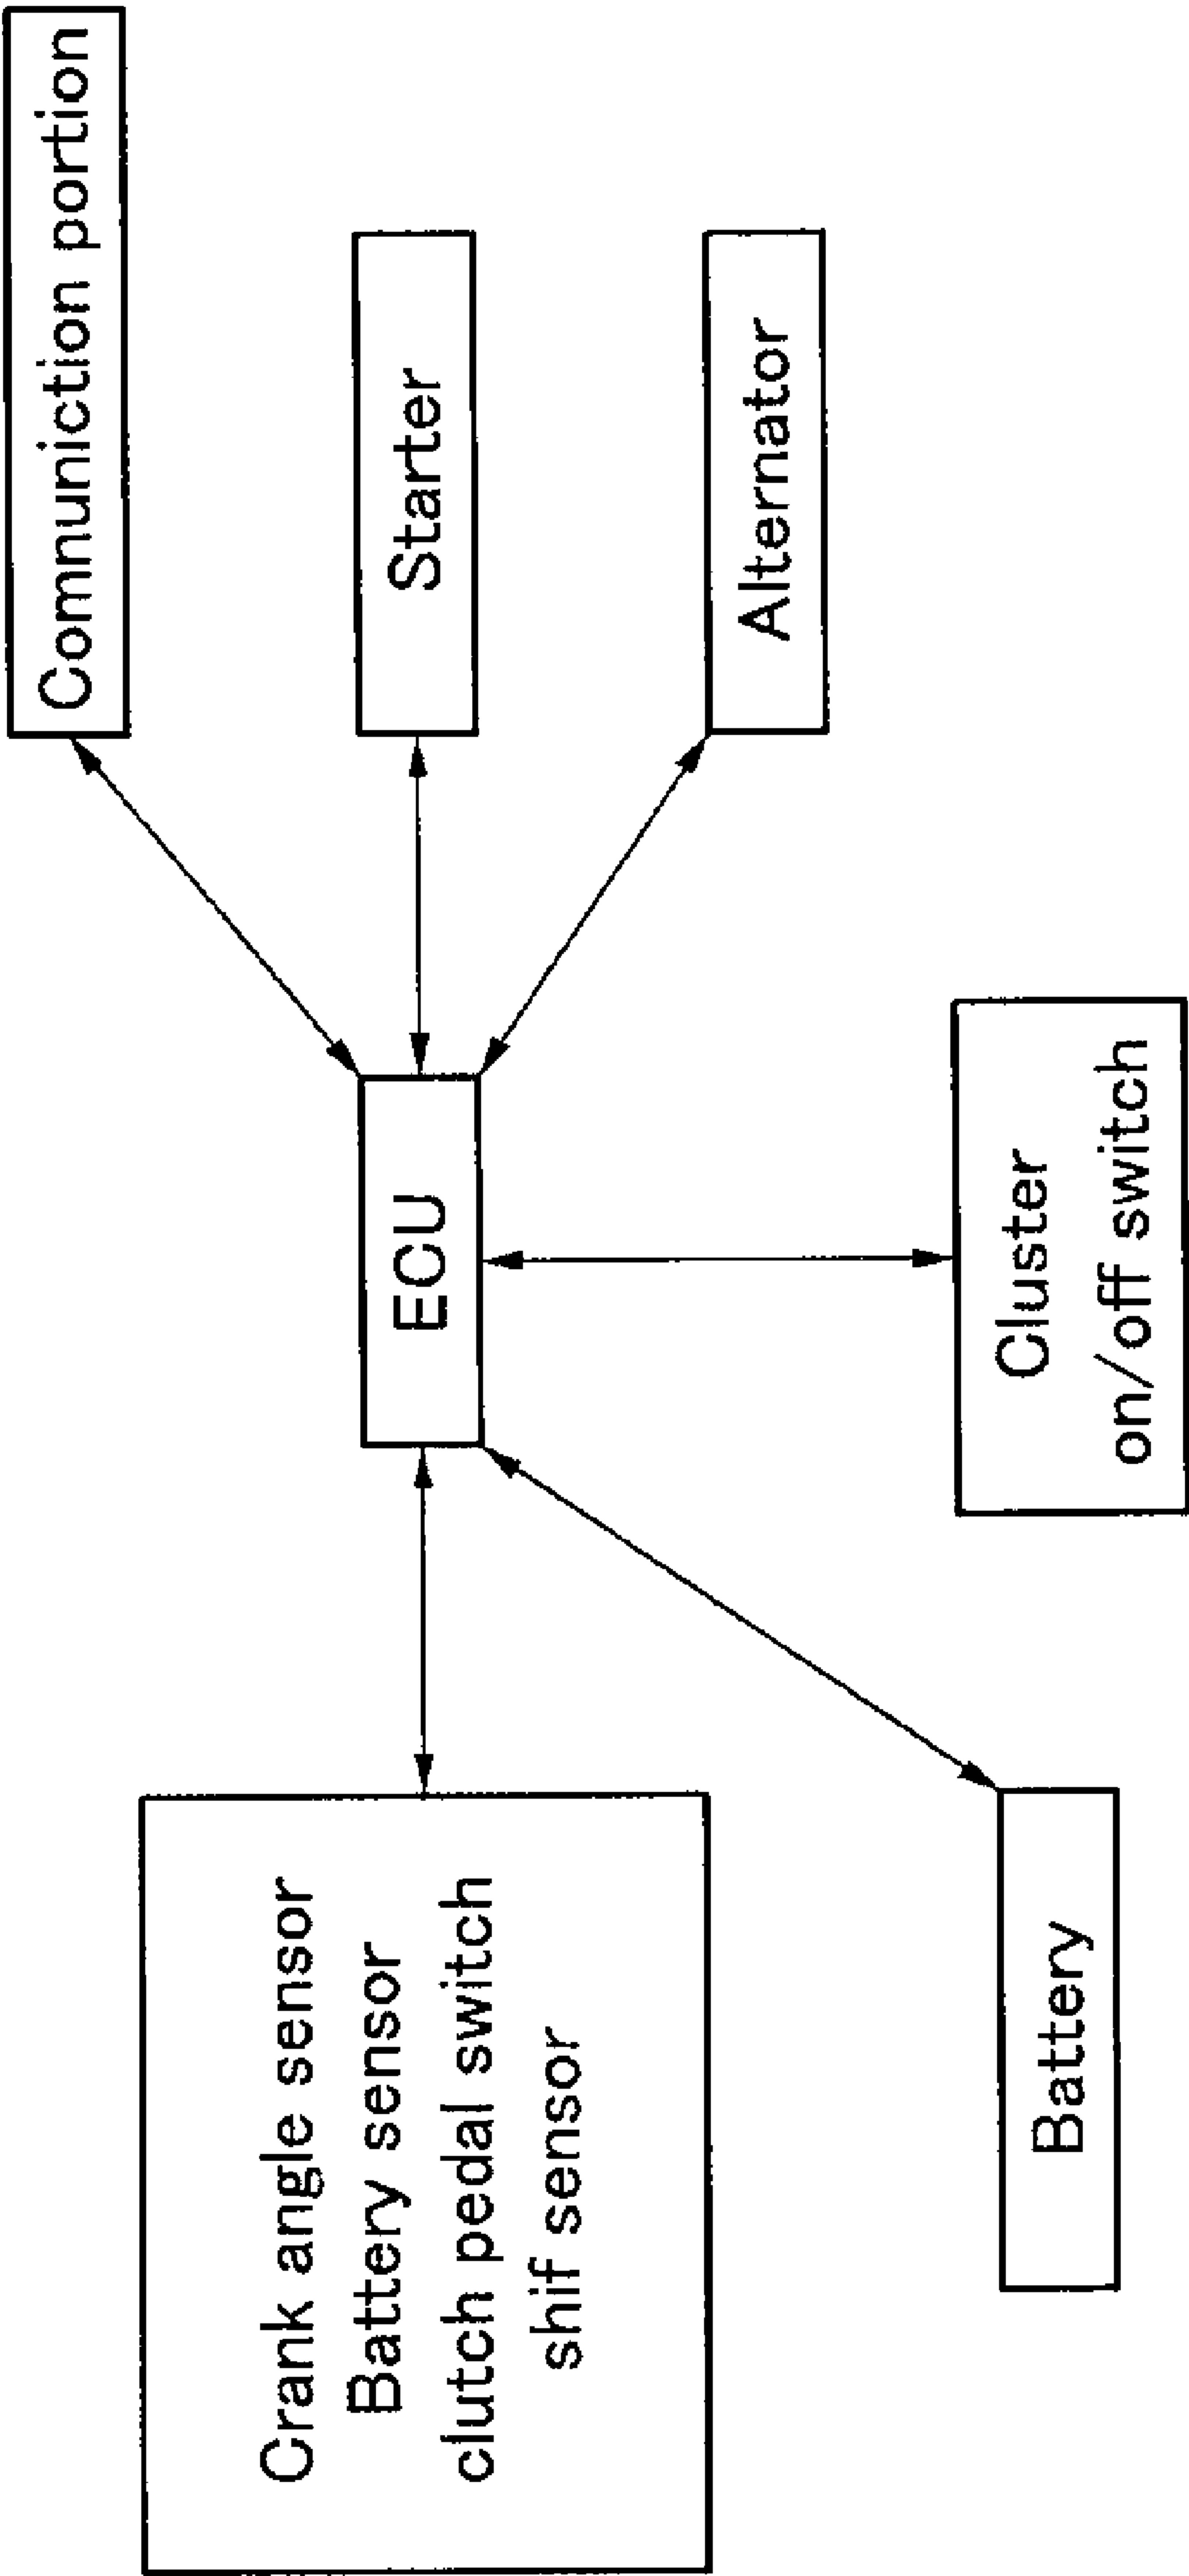 Crank angle sensor
Battery sensor
clutch pedal switch
shif sensor
Battery
ECU
Cluster
on/off switch
Communiction portion
Starter
Alternator